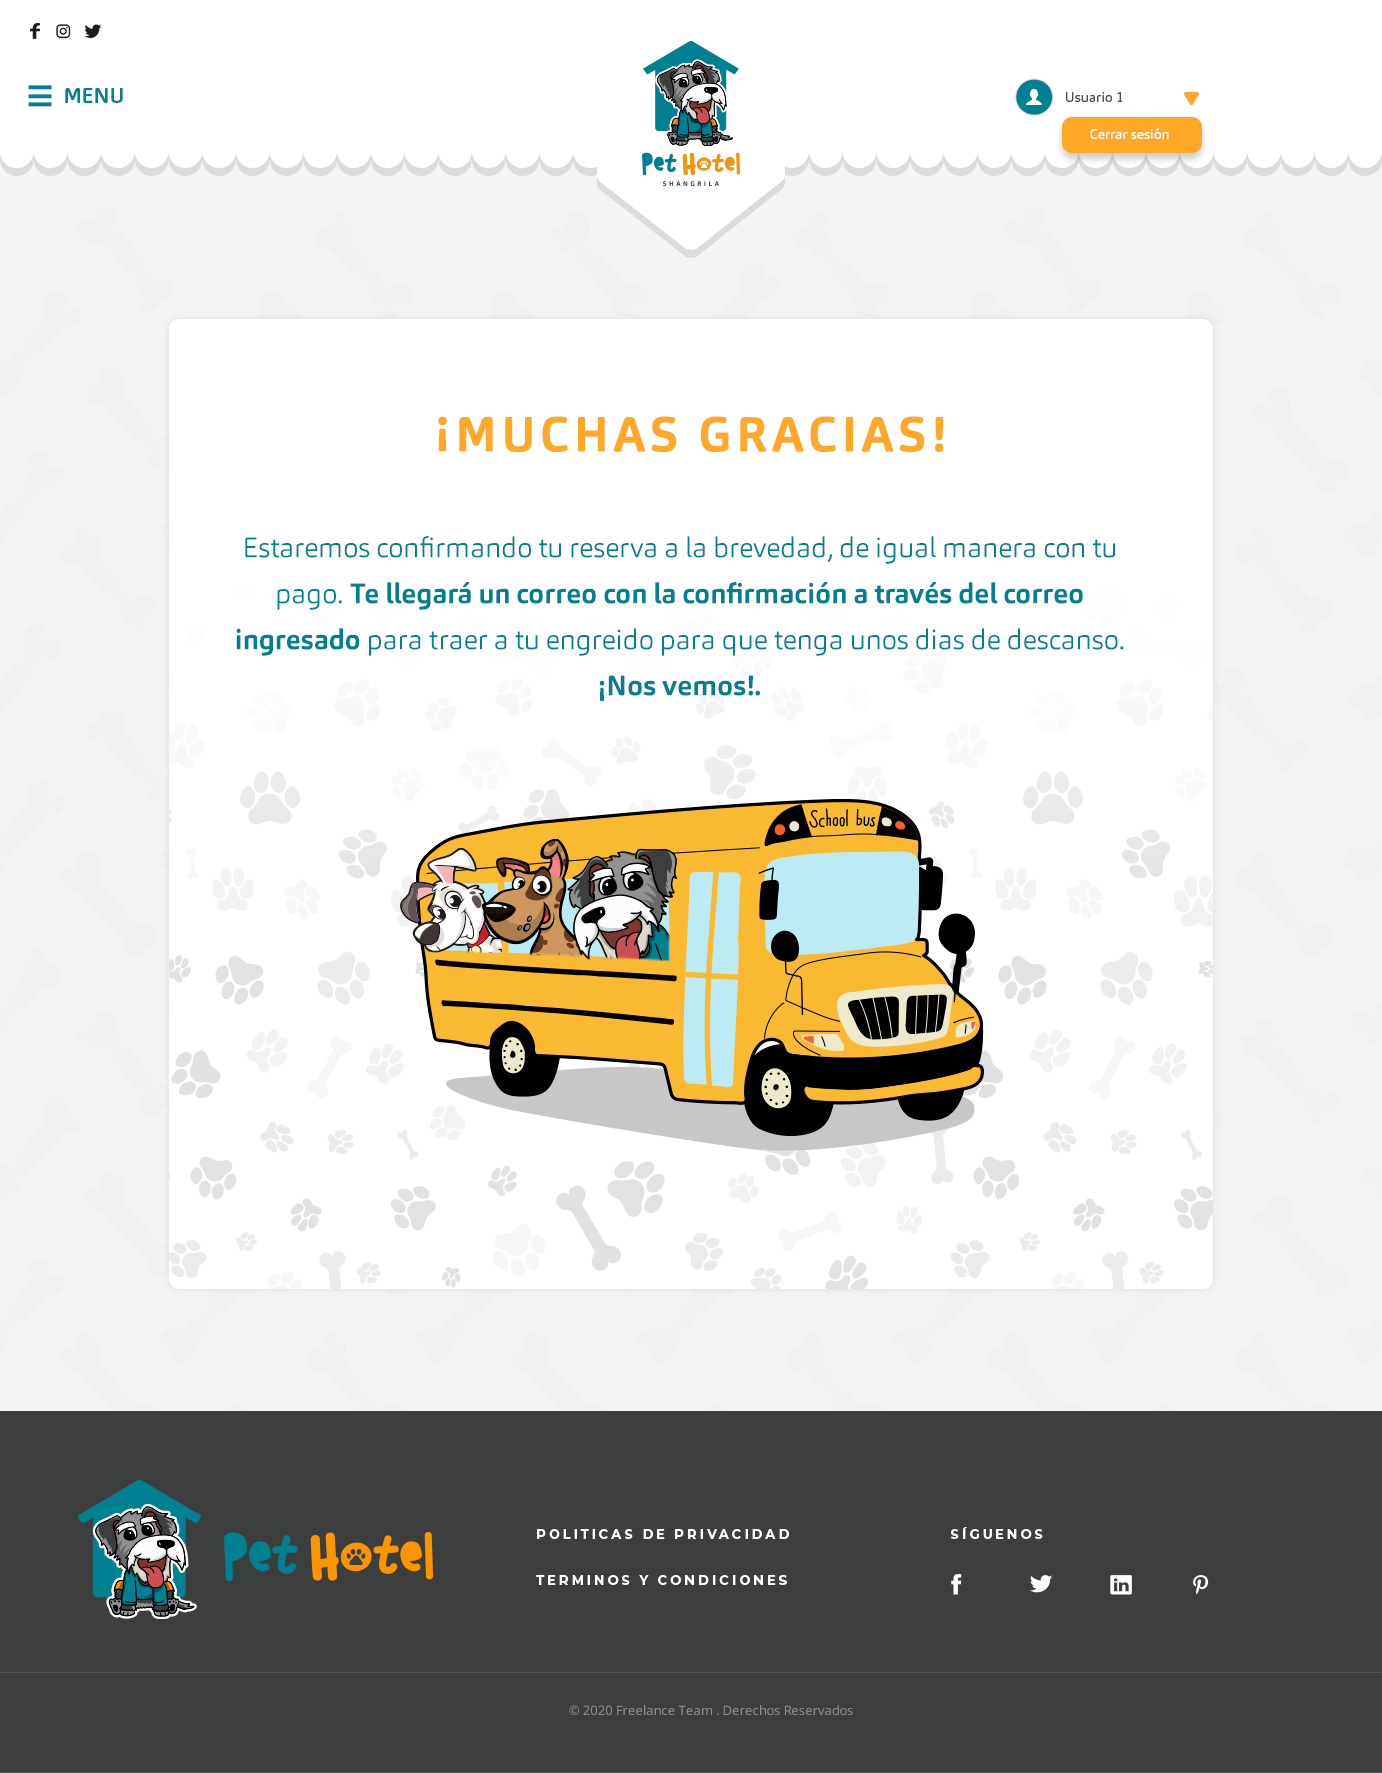 MENU
Usuario 1
Cerrar sesión
Pet Hotel
SHANGRILA
¡MUCHAS GRACIAS!
Estaremos confirmando tu reserva a la brevedad, de igual manera con tu
pago. Te llegará un correo con la confirmación a través del correo
ingresado para traer a tu engreido para que tenga unos dias de descanso.
¡Nos vemos!.
School bus
Pet Hotel
POLITICAS DE PRIVACIDAD
TERMINOS Y CONDICIONES
SÍGUENOS
© 2020 Freelance Team . Derechos Reservados